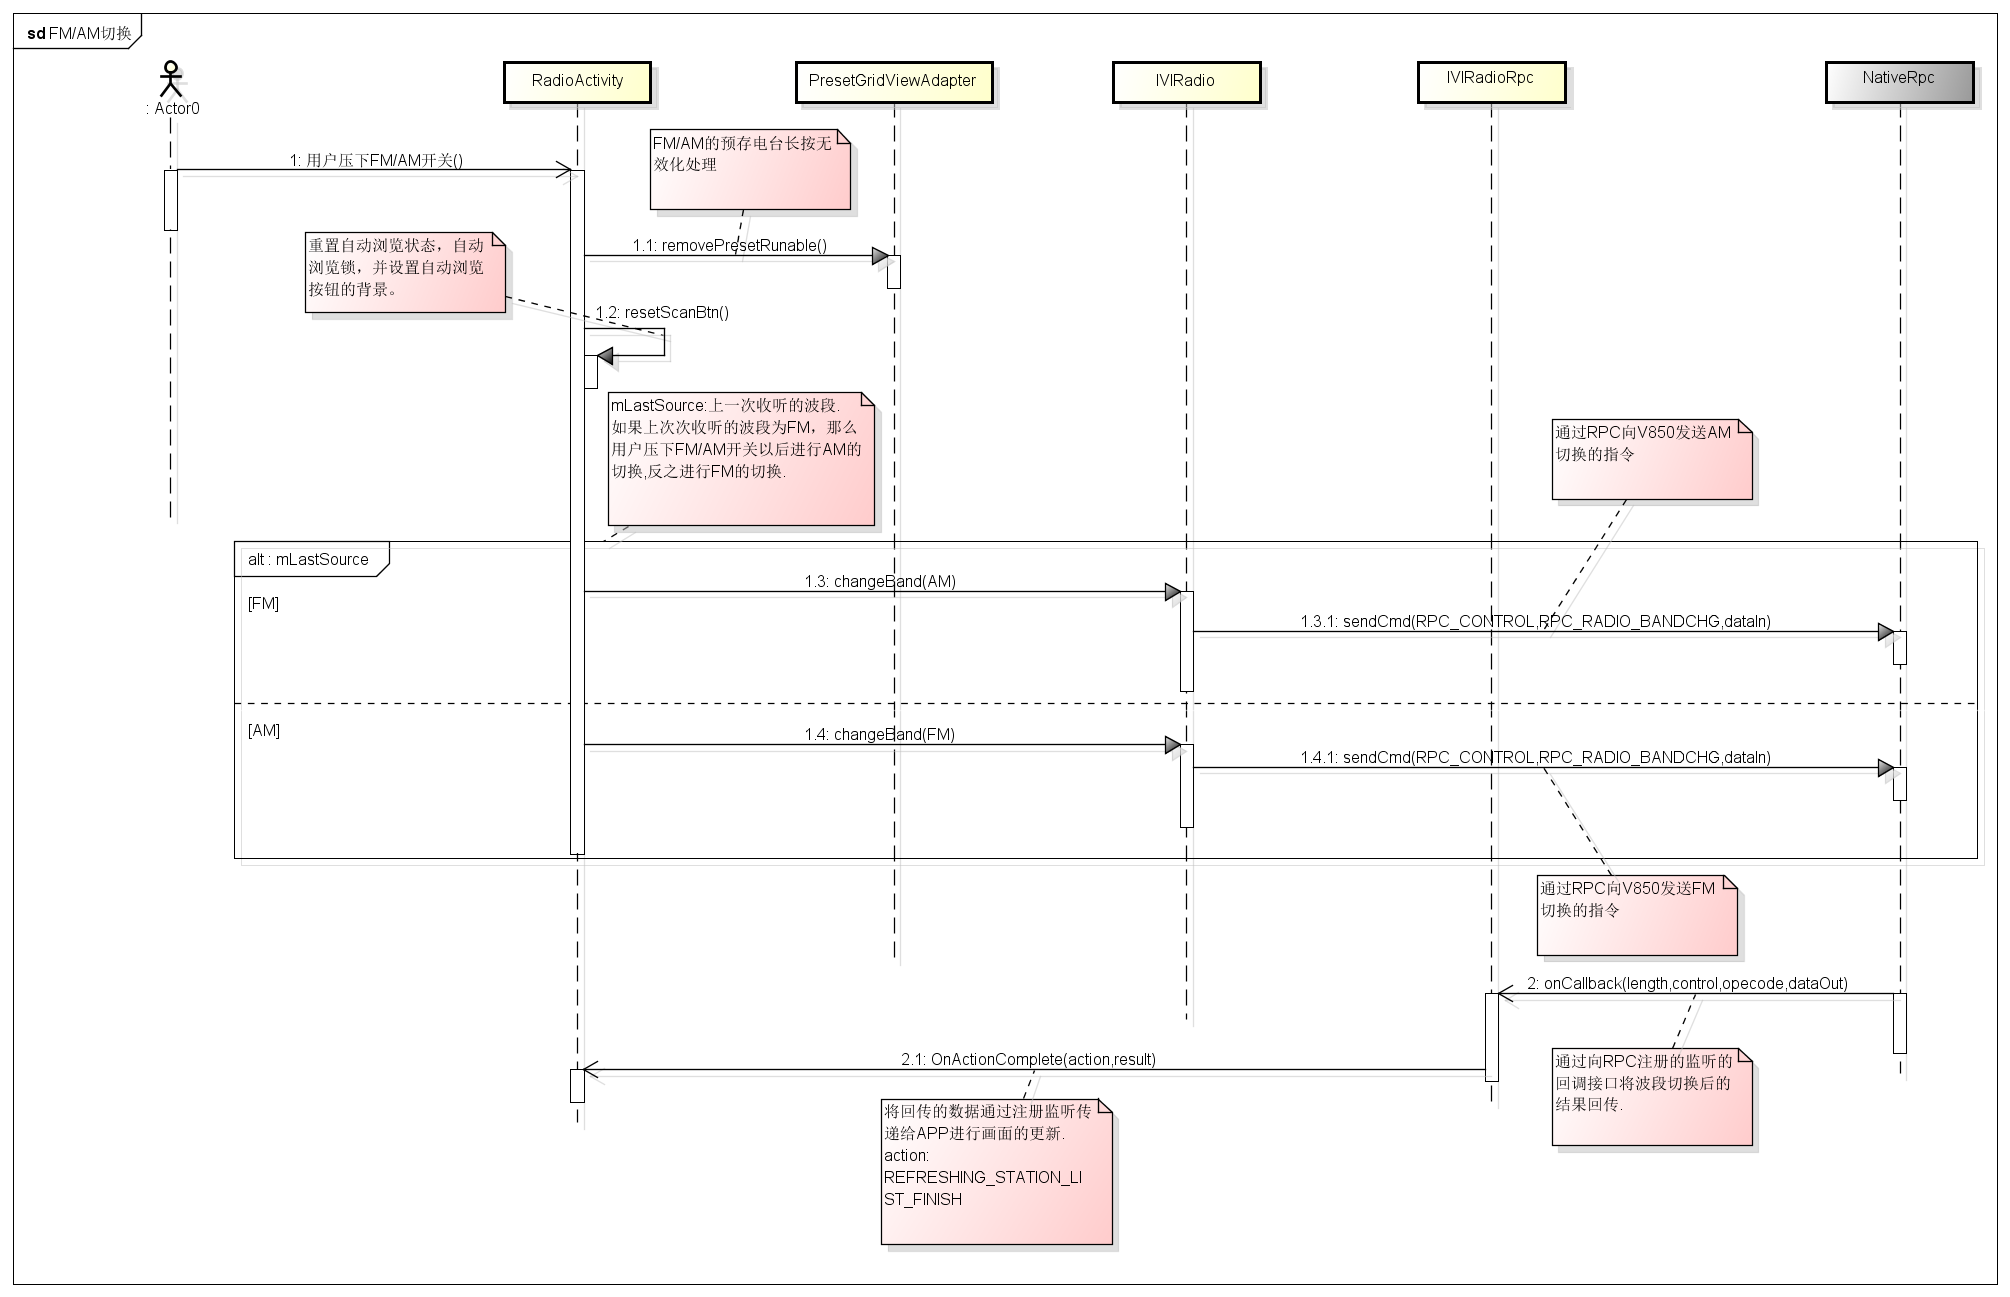 sd FM/AM切换
: Actor0
RadioActivity
PresetGridViewAdapter
IVIRadio
IVIRadioRpc
NativeRpc
FM/AM的预存电台长按无
效化处理
1: 用户压下FM/AM开关()
重置自动浏览状态，自动
浏览锁，并设置自动浏览
按钮的背景。
1.1: removePresetRunable()
1.2: resetScanBtn()
mLastSource:上一次收听的波段.
如果上次次收听的波段为FM，那么
用户压下FM/AM开关以后进行AM的
切换,反之进行FM的切换.
通过RPC向V850发送AM
切换的指令
alt : mLastSource
[FM]
1.3: changeBand(AM)
1.3.1: sendCmd(RPC_CONTROL,RPC_RADIO_BANDCHG,dataIn)
[AM]
1.4: changeBand(FM)
1.4.1: sendCmd(RPC_CONTROL,RPC_RADIO_BANDCHG,dataIn)
通过RPC向V850发送FM
切换的指令
2: onCallback(length,control,opecode,dataOut)
2.1: OnActionComplete(action,result)
通过向RPC注册的监听的
回调接口将波段切换后的
结果回传.
将回传的数据通过注册监听传
递给APP进行画面的更新.
action:
REFRESHING_STATION_LI
ST_FINISH